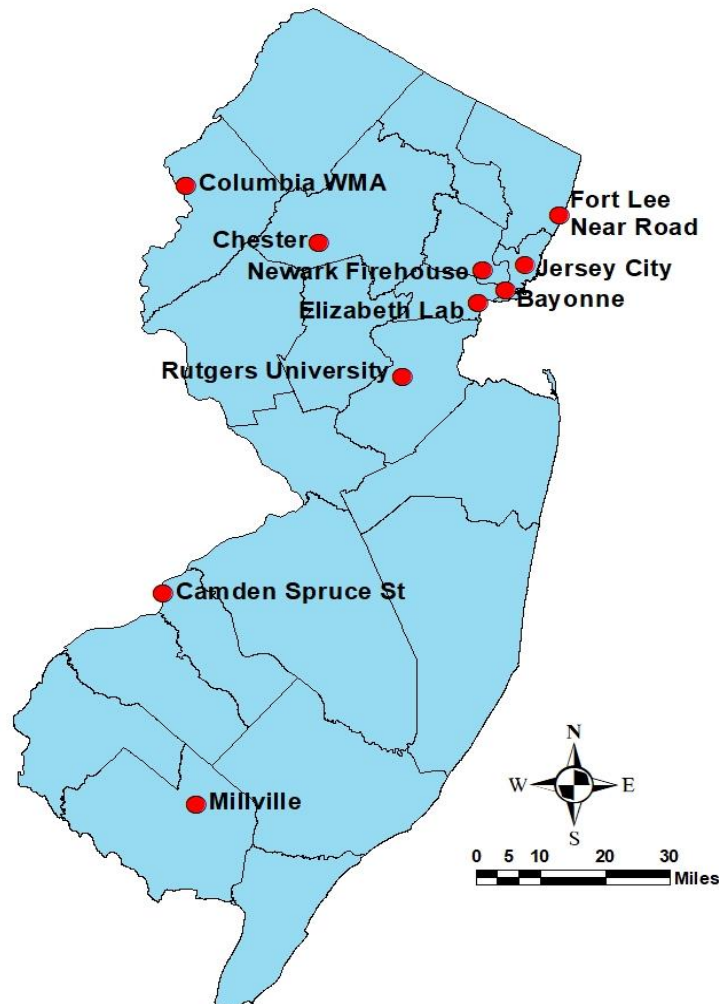 Columbia WMA
Fort Lee
Near Road
Chester
Newark Firehouse
Jersey City
Bayonne
Elizabeth Lab
Rutgers University
Camden Spruce St
N
W E
S
Millville
0 5 10 20 30
Miles